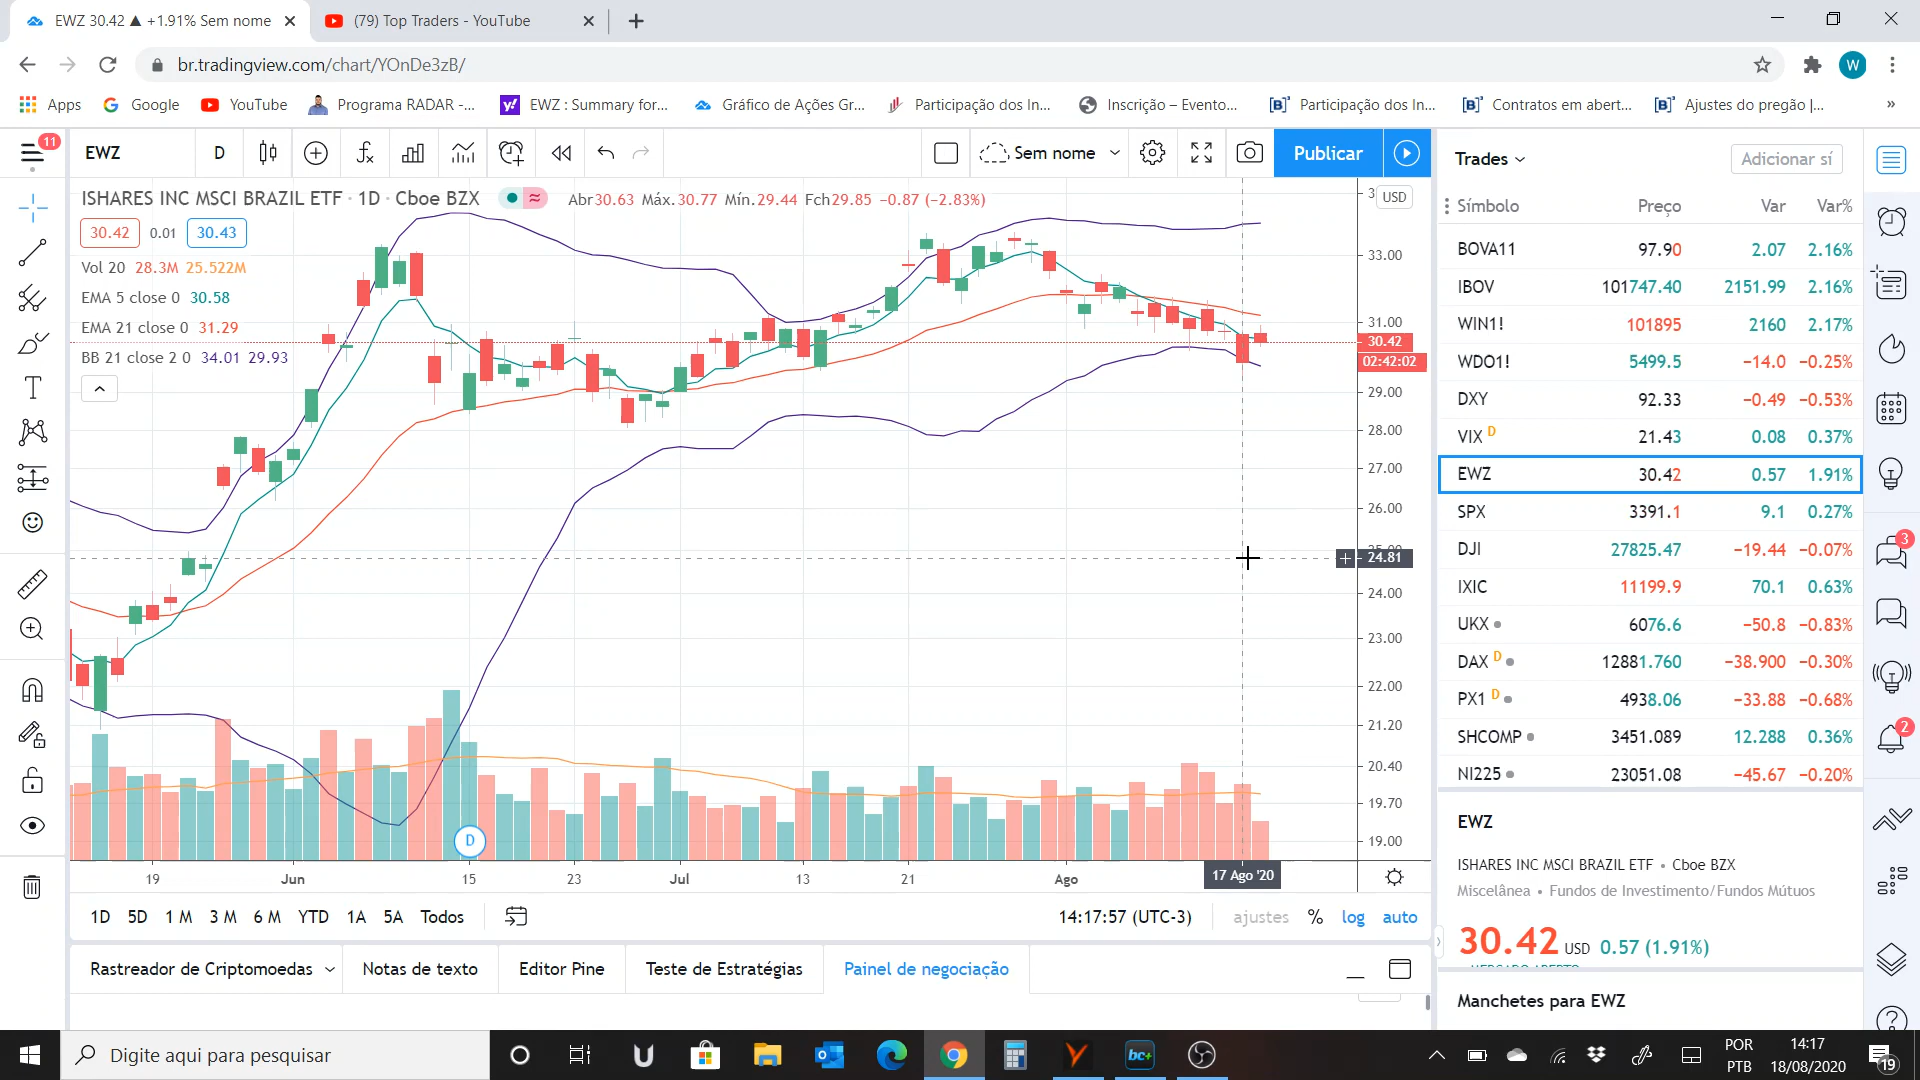 EWZ 30.42 ▲ +1.91% Sem nome
(79) Top Traders - YouTube
br.tradingview.com/chart/YOnDe3zB/
W
Apps
Google
YouTube
Programa RADAR -...
EWZ : Summary for...
Gráfico de Ações Gr...
Participação dos In...
Inscrição – Evento...
Participação dos In...
Contratos em abert...
Ajustes do pregão |...
»
11
EWZ
D
Sem nome
Publicar
ISHARES INC MSCI BRAZIL ETF · 1D · Cboe BZX
Abr30.63 Máx.30.77 Mín.29.44 Fch29.85 −0.87 (−2.83%)
30.42
0.01
30.43
Vol 20 28.3M 25.522M
EMA 5 close 0 30.58
EMA 21 close 0 31.29
BB 21 close 2 0 34.01 29.93
USD
33.00
31.00
30.42
02:42:02
29.00
28.00
27.00
26.00
24.81
24.00
23.00
22.00
21.20
20.40
19.70
19.00
D
19
Jun
15
23
Jul
13
21
Ago
17 Ago '20
1D 5D 1 M 3 M 6 M YTD 1A 5A Todos
14:17:57 (UTC-3)
ajustes % log auto
Rastreador de Criptomoedas
Notas de texto
Editor Pine
Teste de Estratégias
Painel de negociação
Trades
Adicionar sí
Símbolo Preço Var Var%
BOVA11 97.90 2.07 2.16%
IBOV 101747.40 2151.99 2.16%
WIN1! 101895 2160 2.17%
WDO1! 5499.5 −14.0 −0.25%
DXY 92.33 −0.49 −0.53%
VIX D 21.43 0.08 0.37%
EWZ 30.42 0.57 1.91%
SPX 3391.1 9.1 0.27%
DJI 27825.47 −19.44 −0.07%
IXIC 11199.9 70.1 0.63%
UKX 6076.6 −50.8 −0.83%
DAX D 12881.760 −38.900 −0.30%
PX1 D 4938.06 −33.88 −0.68%
SHCOMP 3451.089 12.288 0.36%
NI225 23051.08 −45.67 −0.20%
EWZ
ISHARES INC MSCI BRAZIL ETF • Cboe BZX
Miscelânea • Fundos de Investimento/Fundos Mútuos
30.42 USD 0.57 (1.91%)
Manchetes para EWZ
3
2
Digite aqui para pesquisar
bc+
POR
PTB
14:17
18/08/2020
19